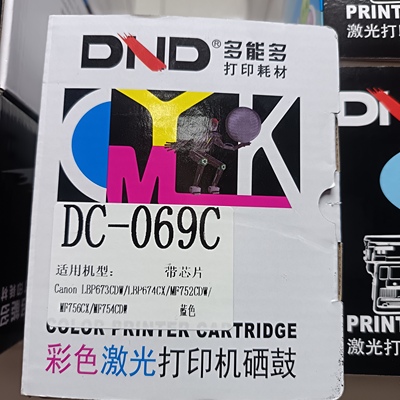 DND® 多能多
打印耗材
CMYK
DC-069C
适用机型: 带芯片
Canon LBP673CDW/LBP674CX/MF752CDW/
MF756CX/MF754CDW 蓝色
COLOR PRINTER CARTRIDGE
彩色激光打印机硒鼓
PRINT
激光打
DND
PRINT
激光打